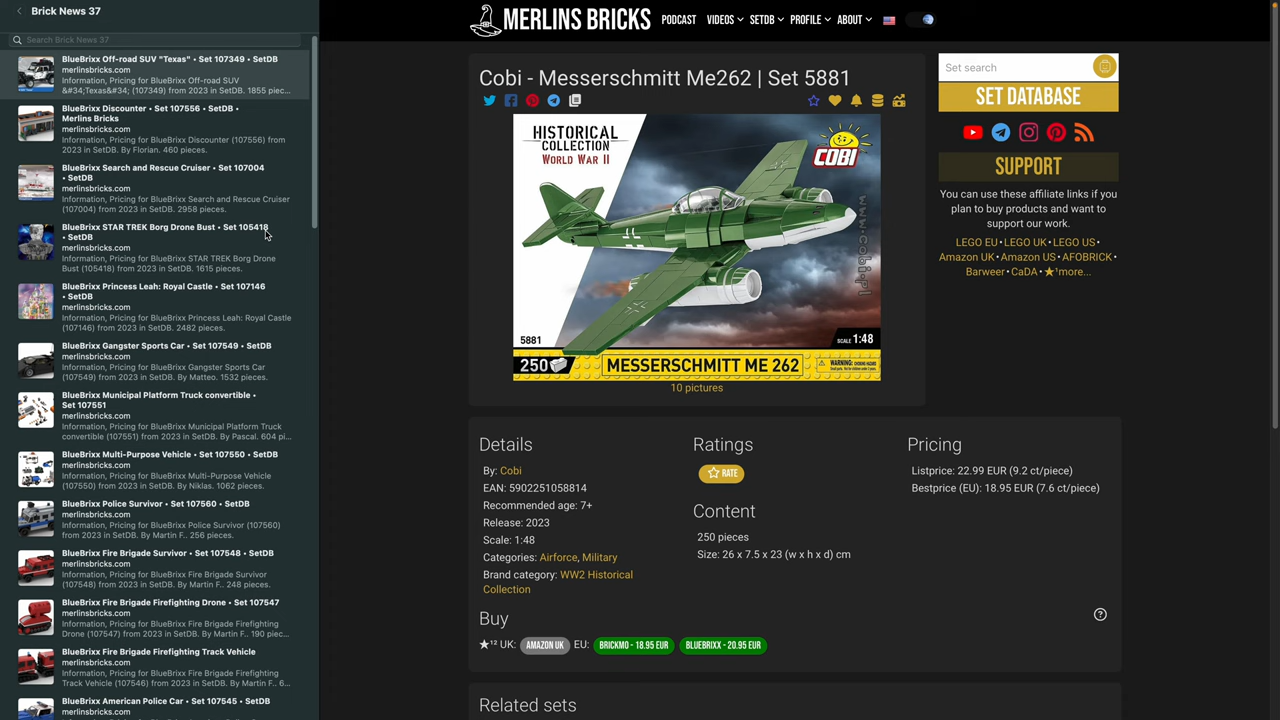 Brick News 37
Search Brick News 37
BlueBrixx Off-road SUV "Texas" • Set 107349 • SetDB
merlinsbricks.com
Information, Pricing for BlueBrixx Off-road SUV
&#34;Texas&#34; (107349) from 2023 in SetDB. 1855 piec...
BlueBrixx Discounter • Set 107556 • SetDB •
Merlins Bricks
merlinsbricks.com
Information, Pricing for BlueBrixx Discounter (107556) from
2023 in SetDB. By Florian. 460 pieces.
BlueBrixx Search and Rescue Cruiser • Set 107004
• SetDB
merlinsbricks.com
Information, Pricing for BlueBrixx Search and Rescue Cruiser
(107004) from 2023 in SetDB. 2958 pieces.
BlueBrixx STAR TREK Borg Drone Bust • Set 105418
• SetDB
merlinsbricks.com
Information, Pricing for BlueBrixx STAR TREK Borg Drone
Bust (105418) from 2023 in SetDB. 1615 pieces.
BlueBrixx Princess Leah: Royal Castle • Set 107146
• SetDB
merlinsbricks.com
Information, Pricing for BlueBrixx Princess Leah: Royal Castle
(107146) from 2023 in SetDB. 2482 pieces.
BlueBrixx Gangster Sports Car • Set 107549 • SetDB
merlinsbricks.com
Information, Pricing for BlueBrixx Gangster Sports Car
(107549) from 2023 in SetDB. By Matteo. 1532 pieces.
BlueBrixx Municipal Platform Truck convertible •
Set 107551
merlinsbricks.com
Information, Pricing for BlueBrixx Municipal Platform Truck
convertible (107551) from 2023 in SetDB. By Pascal. 604 pi...
BlueBrixx Multi-Purpose Vehicle • Set 107550 • SetDB
merlinsbricks.com
Information, Pricing for BlueBrixx Multi-Purpose Vehicle
(107550) from 2023 in SetDB. By Niklas. 1062 pieces.
BlueBrixx Police Survivor • Set 107560 • SetDB
merlinsbricks.com
Information, Pricing for BlueBrixx Police Survivor (107560)
from 2023 in SetDB. By Martin F.. 256 pieces.
BlueBrixx Fire Brigade Survivor • Set 107548 • SetDB
merlinsbricks.com
Information, Pricing for BlueBrixx Fire Brigade Survivor
(107548) from 2023 in SetDB. By Martin F.. 248 pieces.
BlueBrixx Fire Brigade Firefighting Drone • Set 107547
merlinsbricks.com
Information, Pricing for BlueBrixx Fire Brigade Firefighting
Drone (107547) from 2023 in SetDB. By Martin F.. 190 piec...
BlueBrixx Fire Brigade Firefighting Track Vehicle
merlinsbricks.com
Information, Pricing for BlueBrixx Fire Brigade Firefighting
Track Vehicle (107546) from 2023 in SetDB. By Martin F.. 6...
BlueBrixx American Police Car • Set 107545 • SetDB
merlinsbricks.com
MERLINS BRICKS
PODCAST VIDEOS SETDB PROFILE ABOUT
Cobi - Messerschmitt Me262 | Set 5881
HISTORICAL
COLLECTION
WORLD WAR II
COBI
www.cobi.pl
5881
SCALE 1:48
250 MESSERSCHMITT ME 262
10 pictures
Set search
SET DATABASE
SUPPORT
You can use these affiliate links if you
plan to buy products and want to
support our work.
LEGO EU • LEGO UK • LEGO US •
Amazon UK • Amazon US • AFOBRICK •
Barweer • CaDA • ★¹more...
Details
By: Cobi
EAN: 5902251058814
Recommended age: 7+
Release: 2023
Scale: 1:48
Categories: Airforce, Military
Brand category: WW2 Historical
Collection
Ratings
RATE
Content
250 pieces
Size: 26 x 7.5 x 23 (w x h x d) cm
Pricing
Listprice: 22.99 EUR (9.2 ct/piece)
Bestprice (EU): 18.95 EUR (7.6 ct/piece)
Buy
★¹² UK: AMAZON UK EU: BRICKMO - 18.95 EUR BLUEBRIXX - 20.95 EUR
Related sets